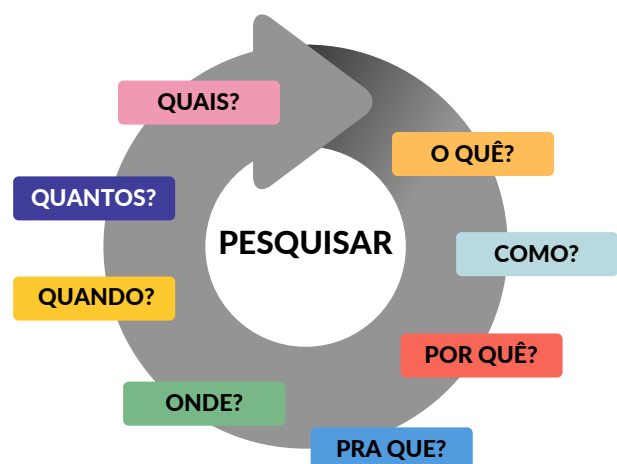 QUAIS?
O QUÊ?
QUANTOS?
PESQUISAR
COMO?
QUANDO?
POR QUÊ?
ONDE?
PRA QUE?